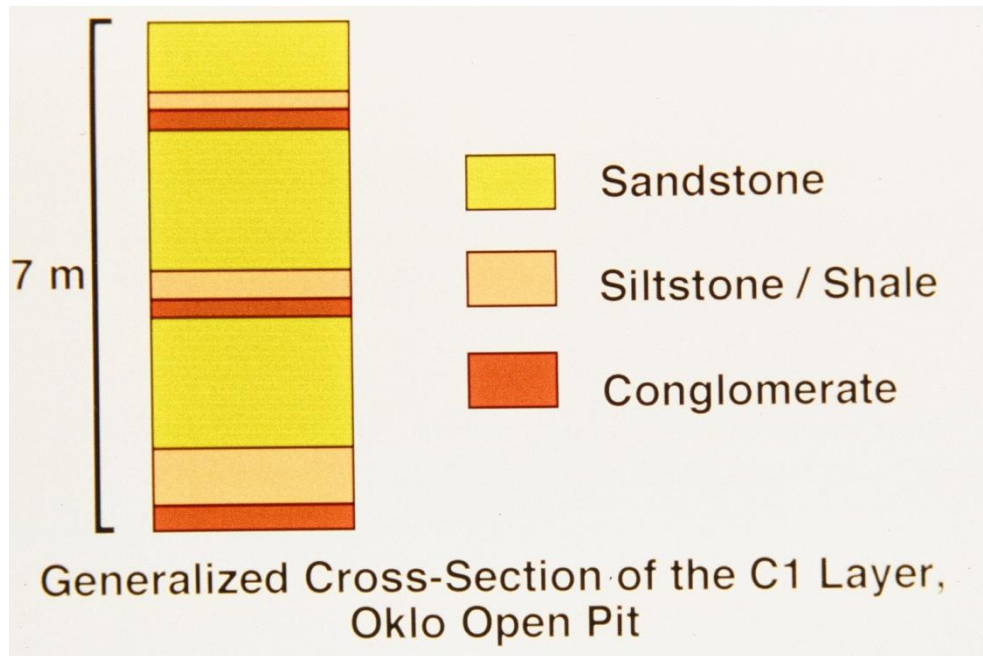 7 m
Sandstone
Siltstone / Shale
Conglomerate
Generalized Cross-Section of the C1 Layer,
Oklo Open Pit